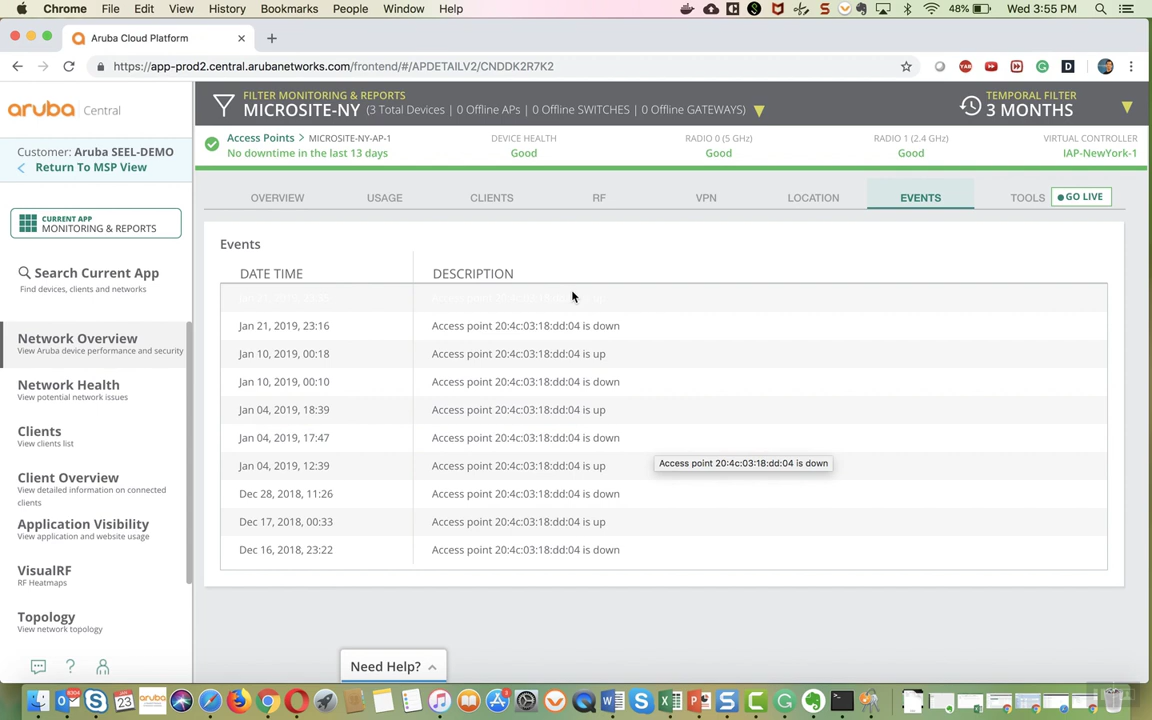 Chrome File Edit View History Bookmarks People Window Help 48% Wed 3:55 PM
Aruba Cloud Platform
https://app-prod2.central.arubanetworks.com/frontend/#/APDETAILV2/CNDDK2R7K2
aruba Central
FILTER MONITORING & REPORTS
MICROSITE-NY (3 Total Devices | 0 Offline APs | 0 Offline SWITCHES | 0 Offline GATEWAYS)
TEMPORAL FILTER
3 MONTHS
Customer: Aruba SEEL-DEMO
Return To MSP View
Access Points > MICROSITE-NY-AP-1
No downtime in the last 13 days
DEVICE HEALTH
Good
RADIO 0 (5 GHz)
Good
RADIO 1 (2.4 GHz)
Good
VIRTUAL CONTROLLER
IAP-NewYork-1
OVERVIEW USAGE CLIENTS RF VPN LOCATION EVENTS TOOLS GO LIVE
CURRENT APP
MONITORING & REPORTS
Search Current App
Find devices, clients and networks
Network Overview
View Aruba device performance and security
Network Health
View potential network issues
Clients
View clients list
Client Overview
View detailed information on connected
clients
Application Visibility
View application and website usage
VisualRF
RF Heatmaps
Topology
View network topology
Events
DATE TIME DESCRIPTION
Jan 21, 2019, 23:16 Access point 20:4c:03:18:dd:04 is down
Jan 10, 2019, 00:18 Access point 20:4c:03:18:dd:04 is up
Jan 10, 2019, 00:10 Access point 20:4c:03:18:dd:04 is down
Jan 04, 2019, 18:39 Access point 20:4c:03:18:dd:04 is up
Jan 04, 2019, 17:47 Access point 20:4c:03:18:dd:04 is down
Jan 04, 2019, 12:39 Access point 20:4c:03:18:dd:04 is up
Access point 20:4c:03:18:dd:04 is down
Dec 28, 2018, 11:26 Access point 20:4c:03:18:dd:04 is down
Dec 17, 2018, 00:33 Access point 20:4c:03:18:dd:04 is up
Dec 16, 2018, 23:22 Access point 20:4c:03:18:dd:04 is down
Need Help?